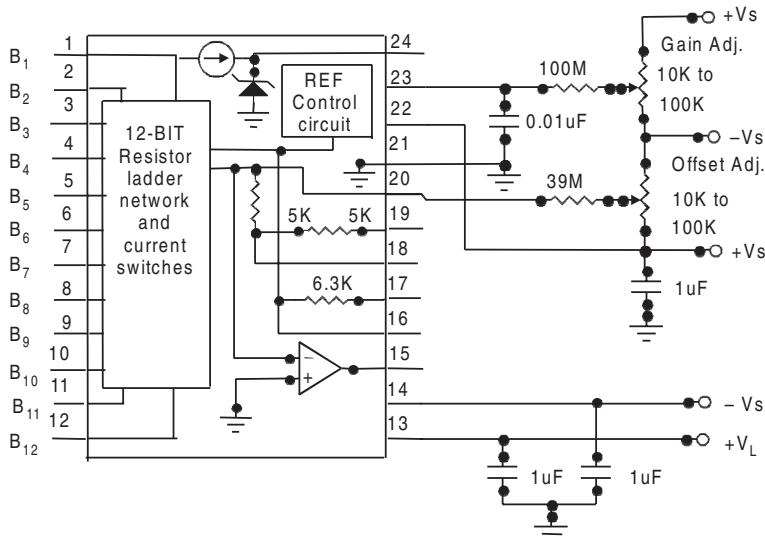 B1
B2
B3
B4
B5
B6
B7
B8
B9
B10
B11
B12
1
2
3
4
5
6
7
8
9
10
11
12
12-BIT
Resistor
ladder
network
and
current
switches
REF
Control
circuit
5K 5K
6.3K
−
+
24
23
22
21
20
19
18
17
16
15
14
13
100M
0.01uF
39M
+Vs
Gain Adj.
10K to
100K
−Vs
Offset Adj.
10K to
100K
+Vs
1uF
− Vs
+VL
1uF 1uF